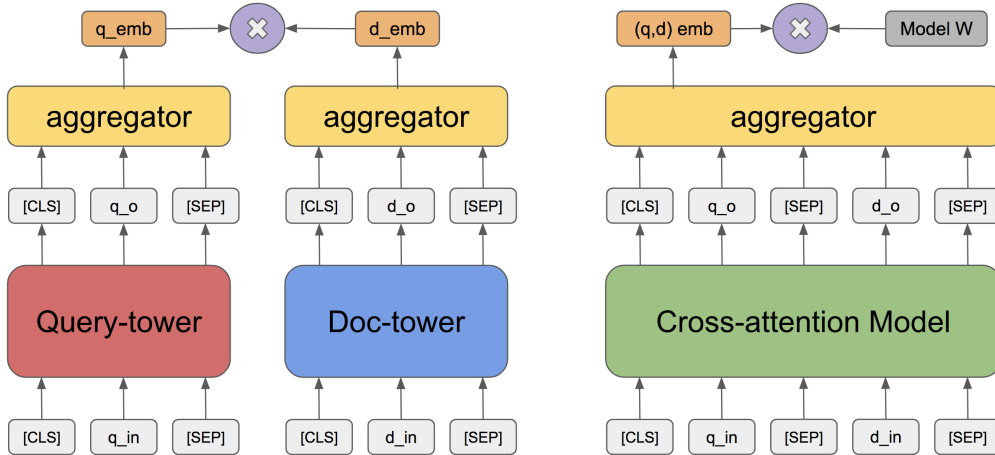 q_emb
d_emb
(q,d) emb
Model W
aggregator
aggregator
aggregator
[CLS]
q_o
[SEP]
[CLS]
d_o
[SEP]
[CLS]
q_o
[SEP]
d_o
[SEP]
Query-tower
Doc-tower
Cross-attention Model
[CLS]
q_in
[SEP]
[CLS]
d_in
[SEP]
[CLS]
q_in
[SEP]
d_in
[SEP]